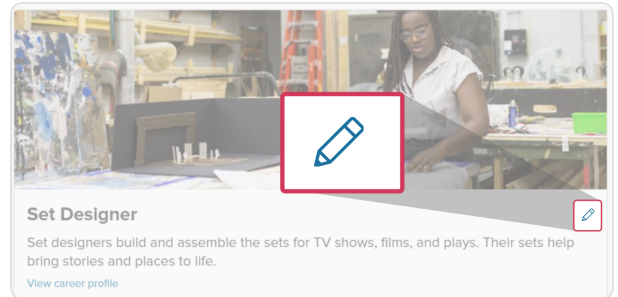 Set Designer
Set designers build and assemble the sets for TV shows, films, and plays. Their sets help
bring stories and places to life.
View career profile